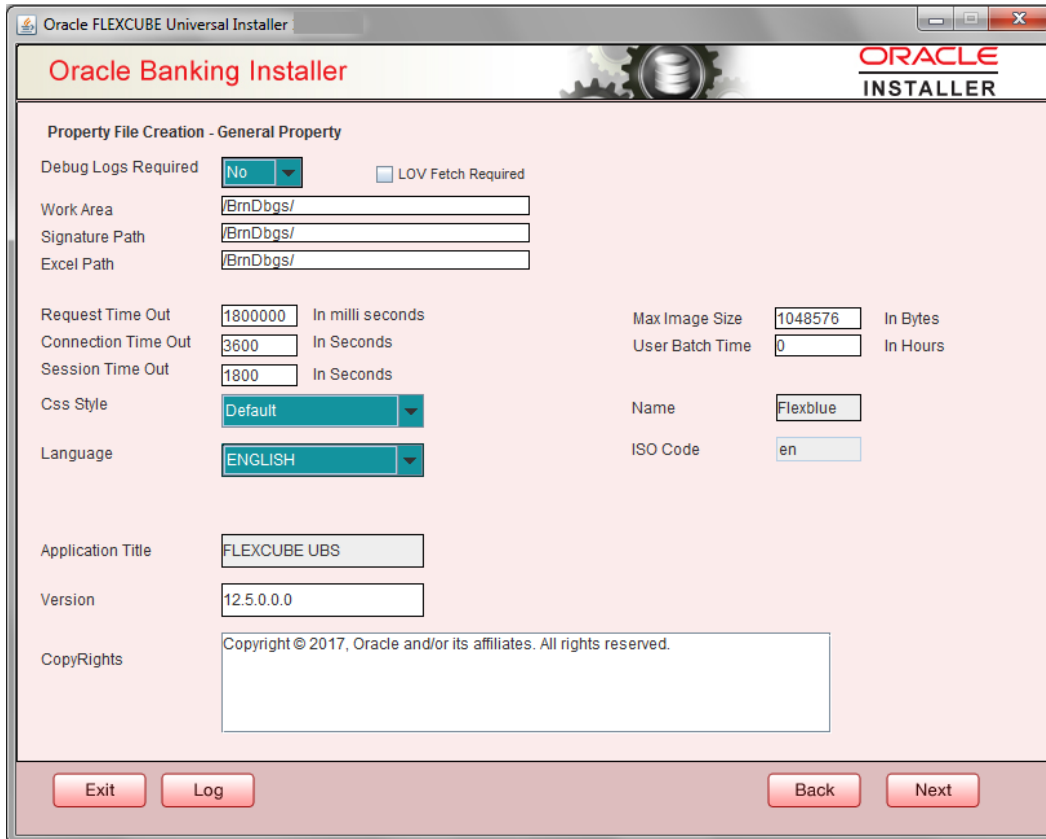 Oracle FLEXCUBE Universal Installer
Oracle Banking Installer
ORACLE
INSTALLER
Property File Creation - General Property
Debug Logs Required No LOV Fetch Required
Work Area /BrnDbgs/
Signature Path /BrnDbgs/
Excel Path /BrnDbgs/
Request Time Out 1800000 In milli seconds Max Image Size 1048576 In Bytes
Connection Time Out 3600 In Seconds User Batch Time 0 In Hours
Session Time Out 1800 In Seconds
Css Style Default Name Flexblue
Language ENGLISH ISO Code en
Application Title FLEXCUBE UBS
Version 12.5.0.0.0
CopyRights Copyright © 2017, Oracle and/or its affiliates. All rights reserved.
Exit Log Back Next